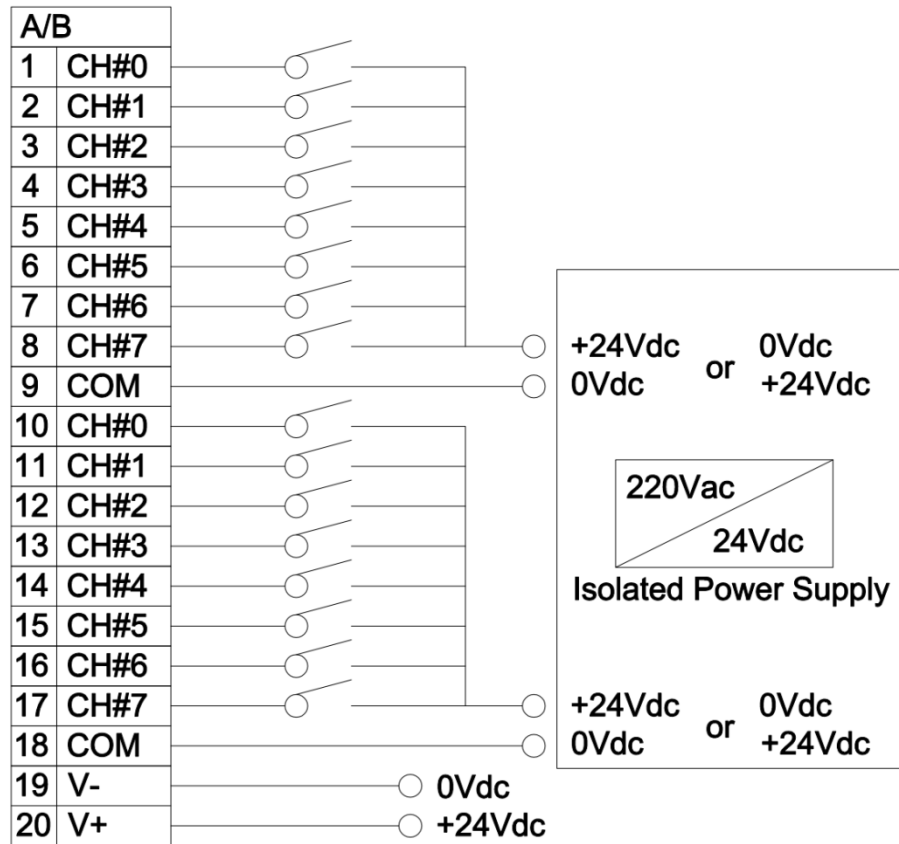 A/B
1 CH#0
2 CH#1
3 CH#2
4 CH#3
5 CH#4
6 CH#5
7 CH#6
8 CH#7
9 COM
10 CH#0
11 CH#1
12 CH#2
13 CH#3
14 CH#4
15 CH#5
16 CH#6
17 CH#7
18 COM
19 V-
20 V+
0Vdc
+24Vdc
+24Vdc or 0Vdc
0Vdc +24Vdc
220Vac
24Vdc
Isolated Power Supply
+24Vdc or 0Vdc
0Vdc +24Vdc